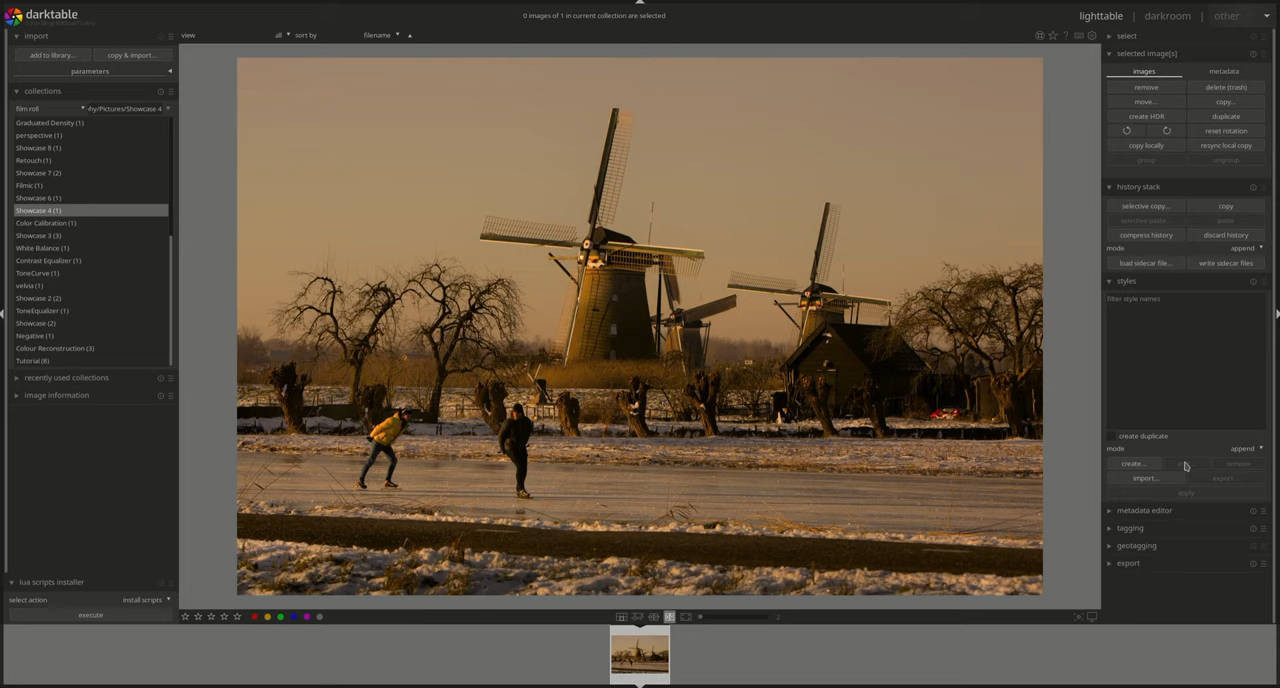 darktable
0 images of 1 in current collection are selected
lighttable | darkroom | other
import
add to library...
copy & import...
parameters
collections
film roll
hy/Pictures/Showcase 4
Graduated Density (1)
perspective (1)
Showcase 8 (1)
Retouch (1)
Showcase 7 (2)
Filmic (1)
Showcase 6 (1)
Showcase 4 (1)
Color Calibration (1)
Showcase 3 (3)
White Balance (1)
Contrast Equalizer (1)
ToneCurve (1)
velvia (1)
Showcase 2 (2)
ToneEqualizer (1)
Showcase (2)
Negative (1)
Colour Reconstruction (3)
Tutorial (8)
recently used collections
image information
lua scripts installer
select action
install scripts
execute
view
all
sort by
filename
2
select
selected image[s]
images
metadata
remove
delete (trash)
move...
copy...
create HDR
duplicate
reset rotation
copy locally
resync local copy
group
ungroup
history stack
selective copy...
copy
selective paste...
paste
compress history
discard history
mode
append
load sidecar file...
write sidecar files
styles
filter style names
create duplicate
mode
append
create...
remove
import...
export...
apply
metadata editor
tagging
geotagging
export